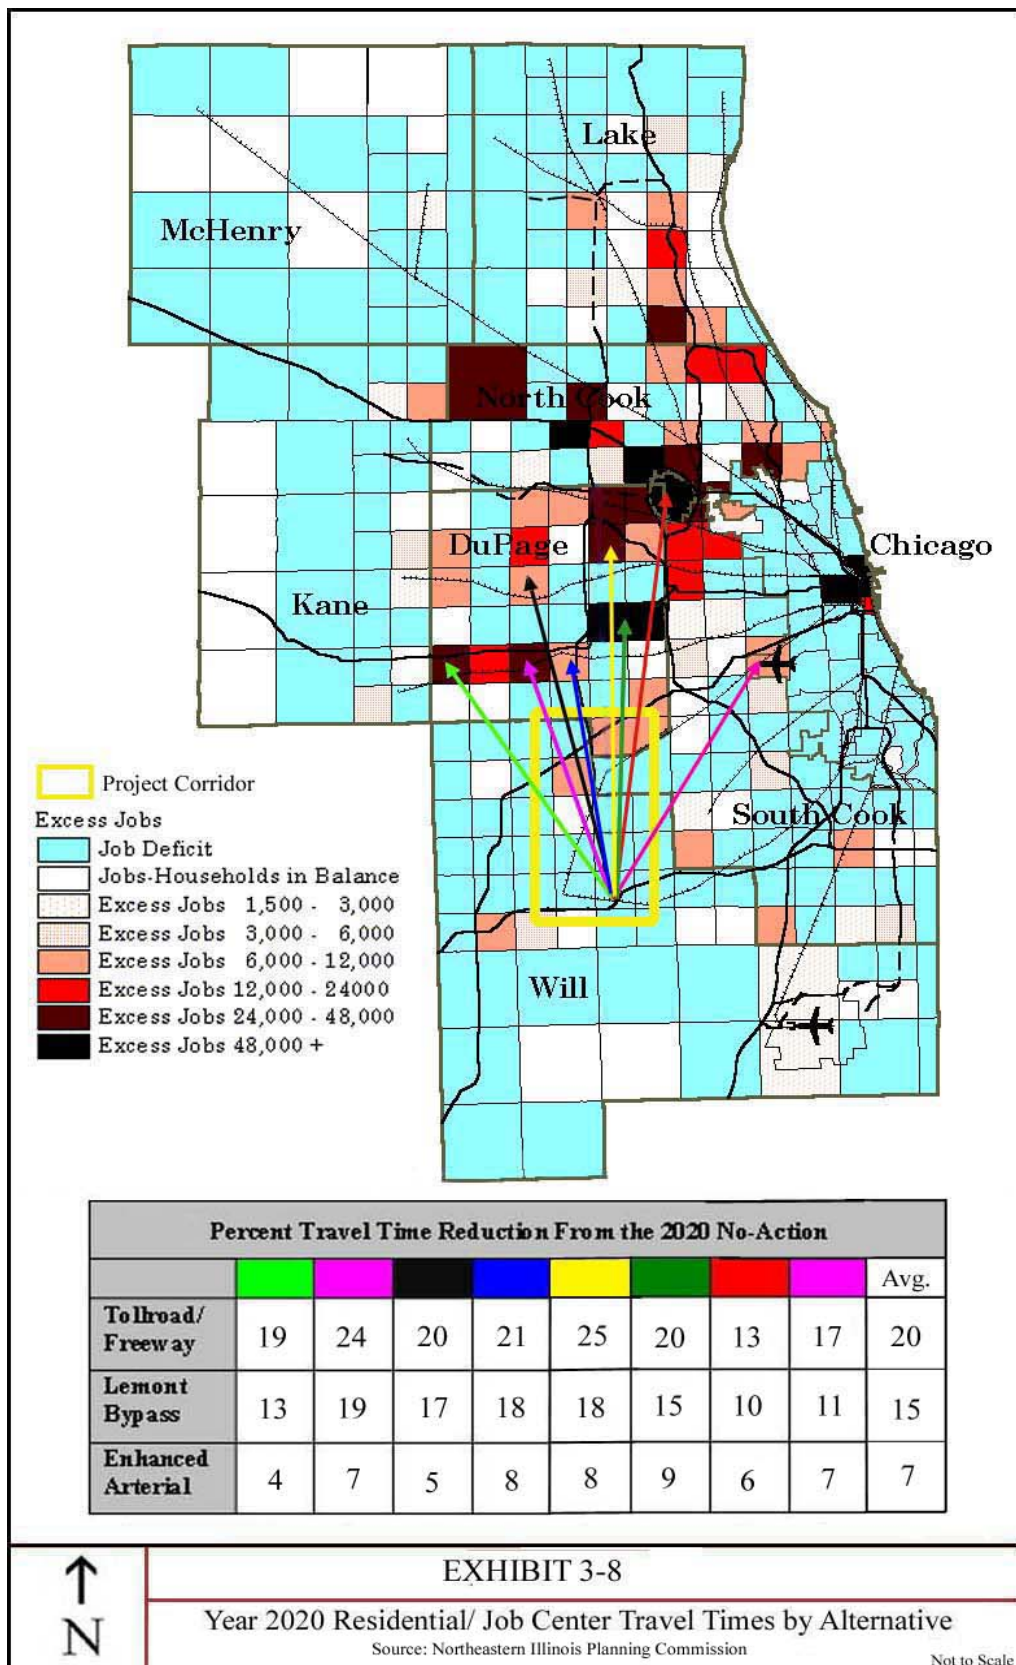 Lake
McHenry
North Cook
DuPage
Chicago
Kane
Project Corridor
Excess Jobs
South Cook
Job Deficit
Jobs-Households in Balance
Excess Jobs 1,500 - 3,000
Excess Jobs 3,000 - 6,000
Excess Jobs 6,000 - 12,000
Excess Jobs 12,000 - 24000
Excess Jobs 24,000 - 48,000
Excess Jobs 48,000 +
Will
Percent Travel Time Reduction From the 2020 No-Action
Avg.
Tollroad/
Freeway 19 24 20 21 25 20 13 17 20
Lemont
Bypass 13 19 17 18 18 15 10 11 15
Enhanced
Arterial 4 7 5 8 8 9 6 7 7
N
EXHIBIT 3-8
Year 2020 Residential/ Job Center Travel Times by Alternative
Source: Northeastern Illinois Planning Commission
Not to Scale